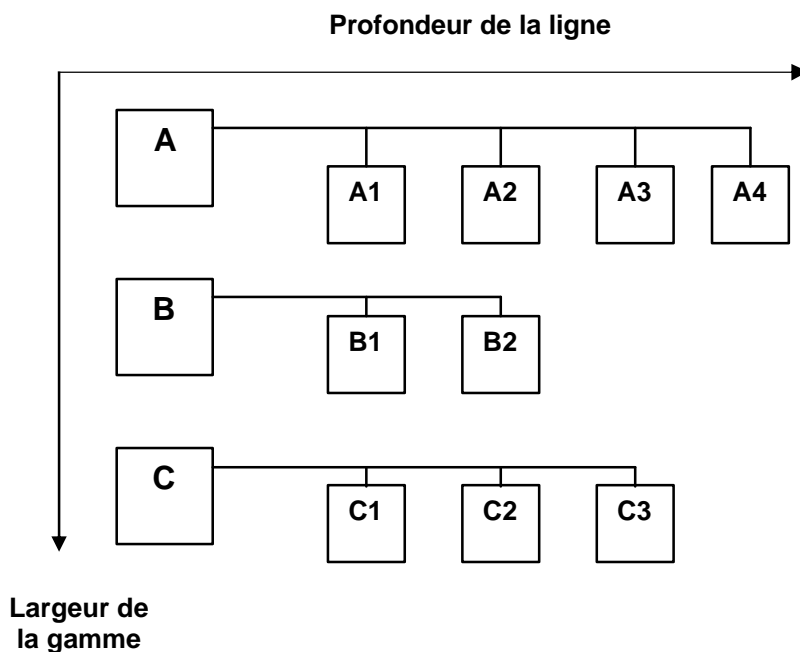 Profondeur de la ligne
A
A1 A2 A3 A4
B
B1 B2
C
C1 C2 C3
Largeur de
la gamme